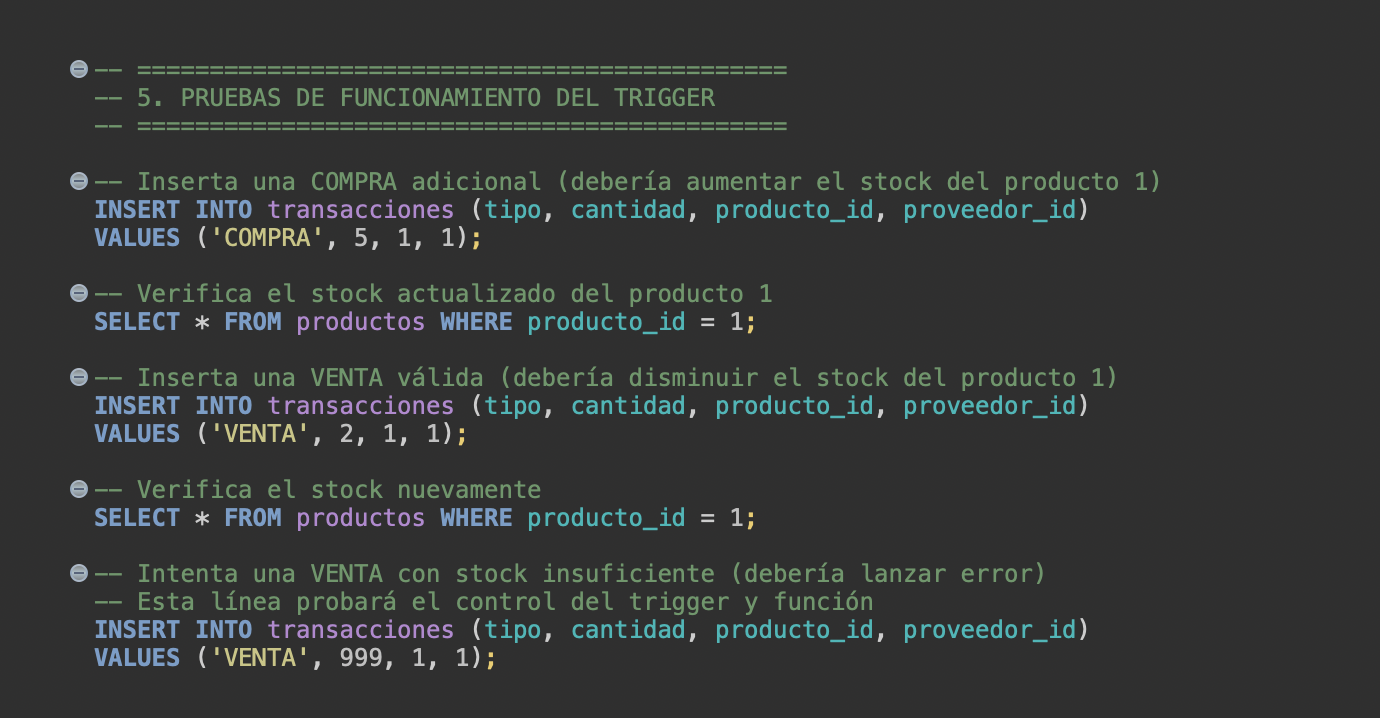 -- =============================================
-- 5. PRUEBAS DE FUNCIONAMIENTO DEL TRIGGER
-- =============================================
-- Inserta una COMPRA adicional (debería aumentar el stock del producto 1)
INSERT INTO transacciones (tipo, cantidad, producto_id, proveedor_id)
VALUES ('COMPRA', 5, 1, 1);
-- Verifica el stock actualizado del producto 1
SELECT * FROM productos WHERE producto_id = 1;
-- Inserta una VENTA válida (debería disminuir el stock del producto 1)
INSERT INTO transacciones (tipo, cantidad, producto_id, proveedor_id)
VALUES ('VENTA', 2, 1, 1);
-- Verifica el stock nuevamente
SELECT * FROM productos WHERE producto_id = 1;
-- Intenta una VENTA con stock insuficiente (debería lanzar error)
-- Esta línea probará el control del trigger y función
INSERT INTO transacciones (tipo, cantidad, producto_id, proveedor_id)
VALUES ('VENTA', 999, 1, 1);